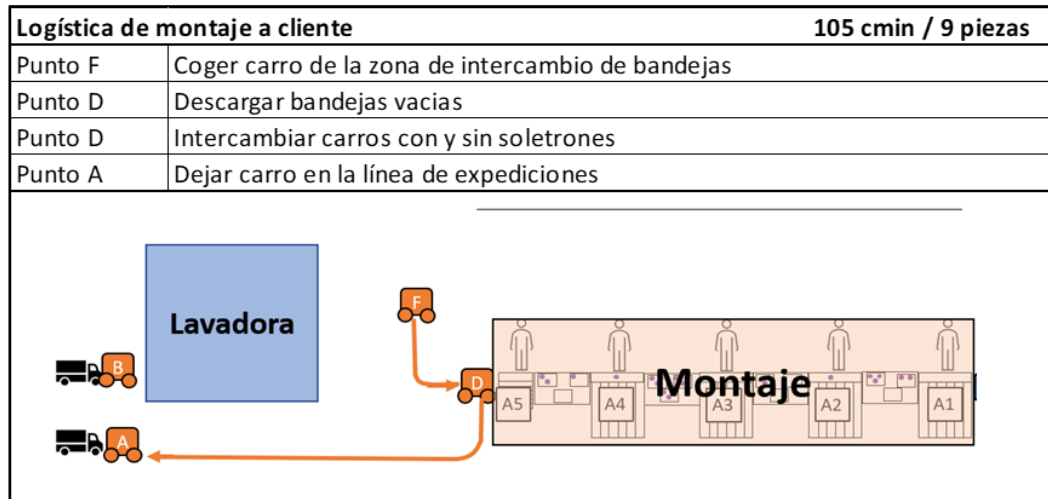 Logística de montaje a cliente 105 cmin / 9 piezas
Punto F Coger carro de la zona de intercambio de bandejas
Punto D Descargar bandejas vacias
Punto D Intercambiar carros con y sin soletrones
Punto A Dejar carro en la línea de expediciones
Lavadora
F
B
D
Montaje
A5 A4 A3 A2 A1
A